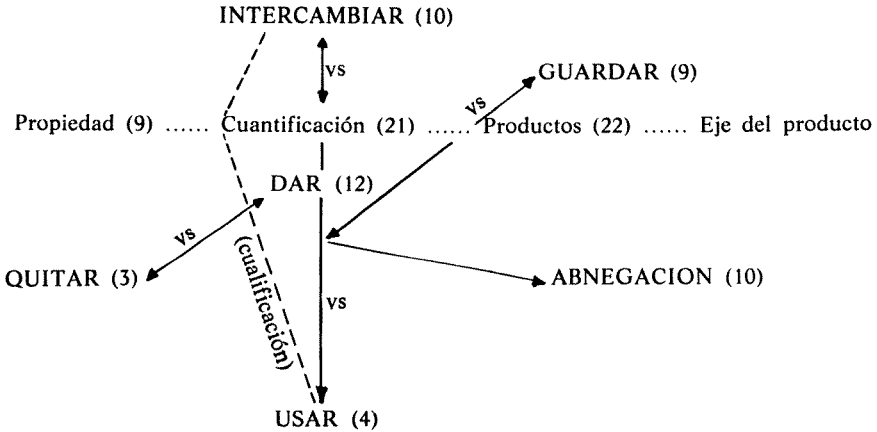 INTERCAMBIAR (10)
vs
GUARDAR (9)
vs
Propiedad (9) ...... Cuantificación (21) ...... Productos (22) ...... Eje del producto
DAR (12)
vs
QUITAR (3)
(cualificación)
ABNEGACION (10)
vs
USAR (4)